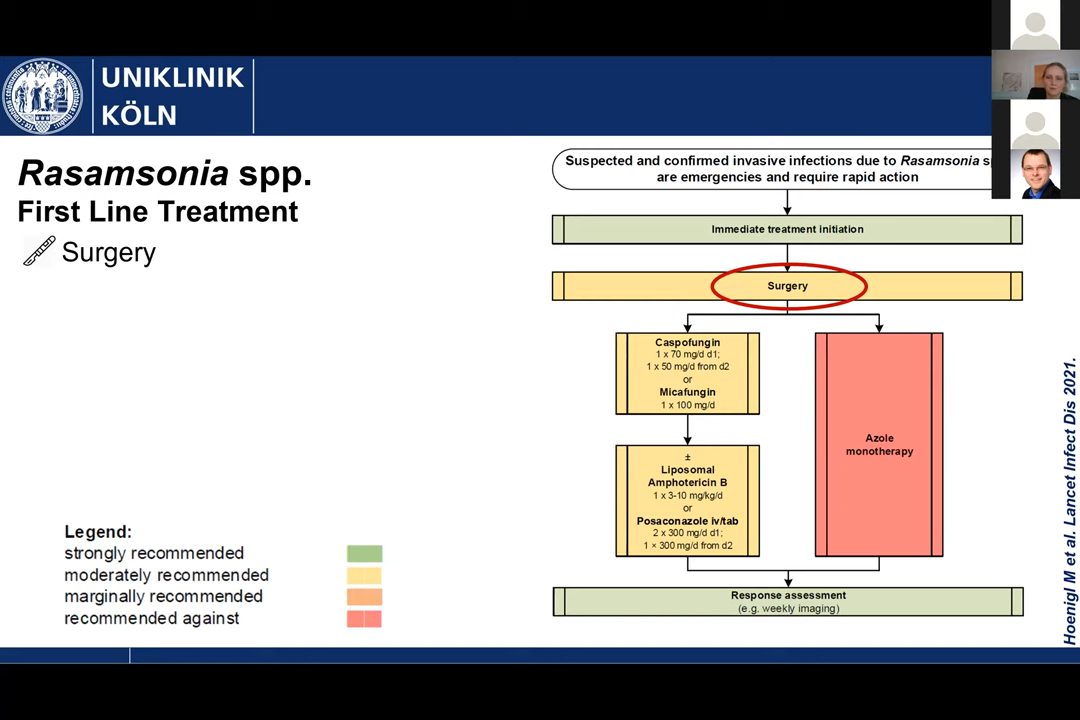 UNIKLINIK
KÖLN
Rasamsonia spp.
First Line Treatment
Surgery
Suspected and confirmed invasive infections due to Rasamsonia
are emergencies and require rapid action
Immediate treatment initiation
Surgery
Caspofungin
1 x 70 mg/d d1;
1 x 50 mg/d from d2
or
Micafungin
1 x 100 mg/d
±
Liposomal
Amphotericin B
1 x 3-10 mg/kg/d
or
Posaconazole iv/tab
2 x 300 mg/d d1;
1 × 300 mg/d from d2
Azole
monotherapy
Response assessment
(e.g. weekly imaging)
Legend:
strongly recommended
moderately recommended
marginally recommended
recommended against
Hoenigl M et al. Lancet Infect Dis 2021.